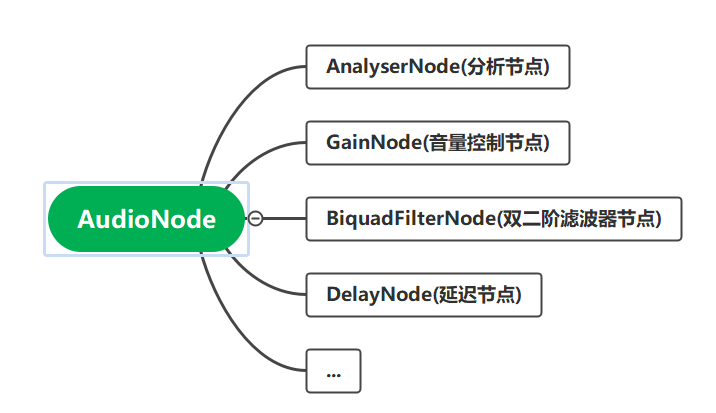 AnalyserNode(分析节点)
GainNode(音量控制节点)
AudioNode
BiquadFilterNode(双二阶滤波器节点)
DelayNode(延迟节点)
...